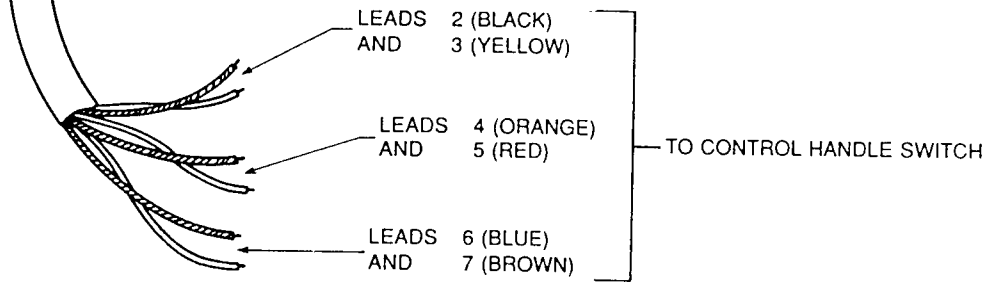 LEADS 2 (BLACK)
AND 3 (YELLOW)
LEADS 4 (ORANGE)
AND 5 (RED)
TO CONTROL HANDLE SWITCH
LEADS 6 (BLUE)
AND 7 (BROWN)